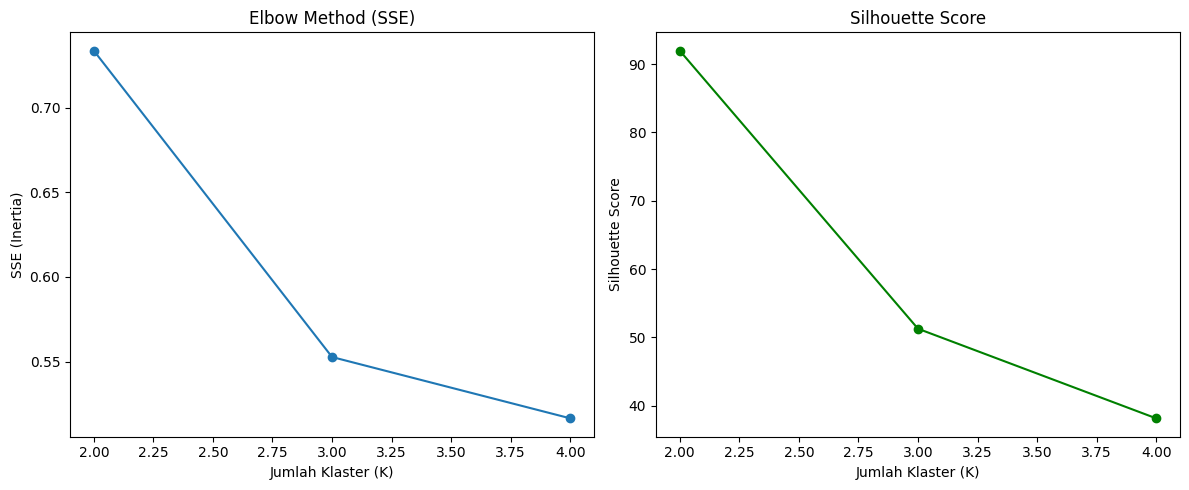 Elbow Method (SSE)
SSE (Inertia)
0.70
0.65
0.60
0.55
2.00 2.25 2.50 2.75 3.00 3.25 3.50 3.75 4.00
Jumlah Klaster (K)
Silhouette Score
Silhouette Score
90
80
70
60
50
40
2.00 2.25 2.50 2.75 3.00 3.25 3.50 3.75 4.00
Jumlah Klaster (K)